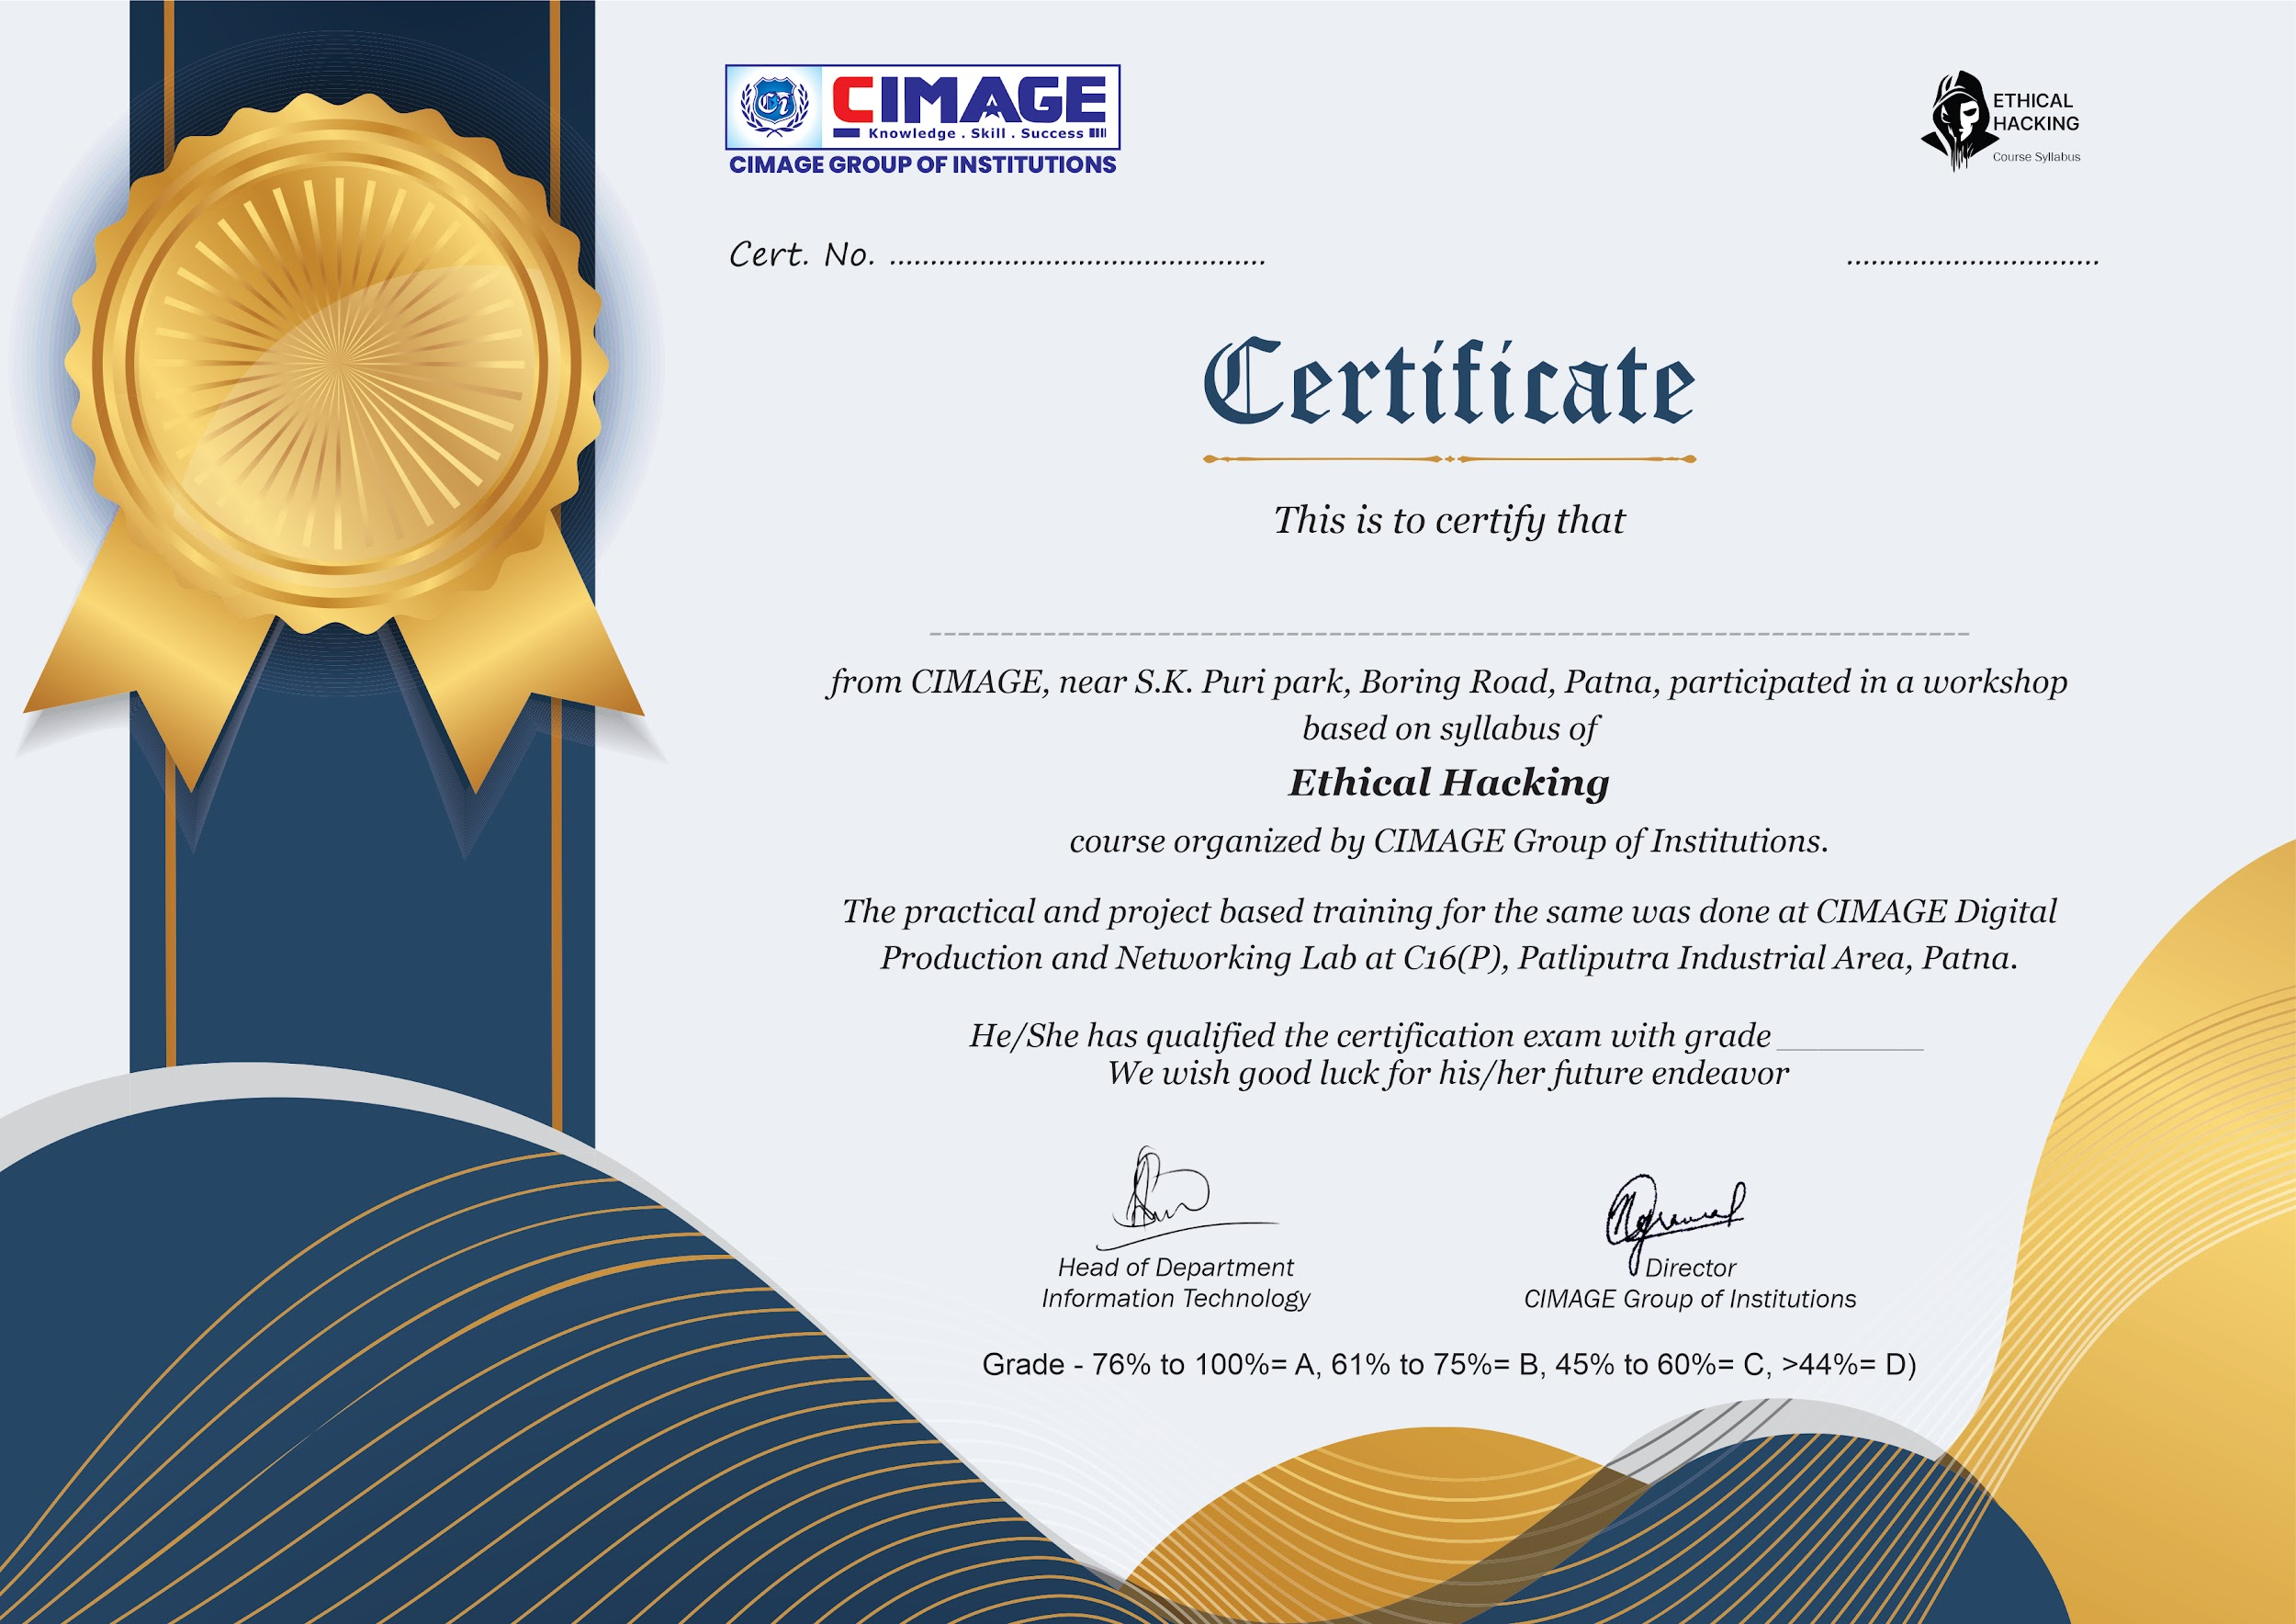 CIMAGE
Knowledge . Skill . Success
CIMAGE GROUP OF INSTITUTIONS
ETHICAL
HACKING
Course Syllabus
Cert. No. ..............................................
...............................
Certificate
This is to certify that
from CIMAGE, near S.K. Puri park, Boring Road, Patna, participated in a workshop
based on syllabus of
Ethical Hacking
course organized by CIMAGE Group of Institutions.
The practical and project based training for the same was done at CIMAGE Digital
Production and Networking Lab at C16(P), Patliputra Industrial Area, Patna.
He/She has qualified the certification exam with grade ________
We wish good luck for his/her future endeavor
Head of Department
Information Technology
Director
CIMAGE Group of Institutions
Grade - 76% to 100%= A, 61% to 75%= B, 45% to 60%= C, >44%= D)